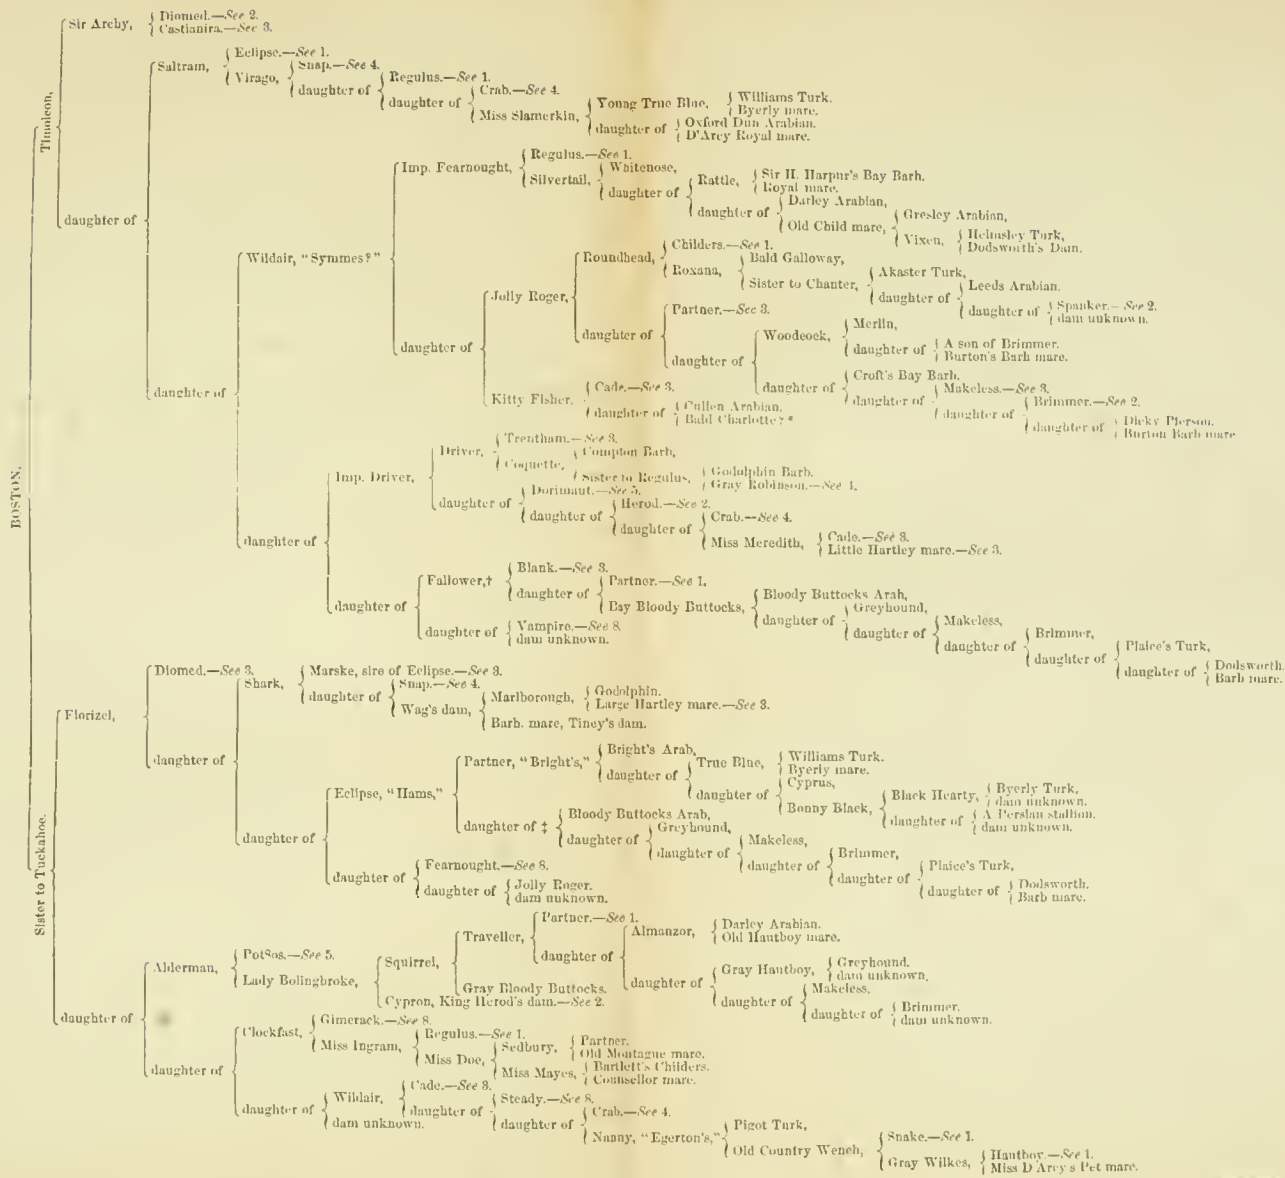 BOSTON.
Timoleon,
Sir Archy,
Diomed.—See 2.
Castianira.—See 3.
daughter of
Saltram,
Eclipse.—See 1.
Virago,
Snap.—See 4.
daughter of
Regulus.—See 1.
daughter of
Crab.—See 4.
Miss Slamerkin,
Young True Blue,
Williams Turk.
Byerly mare.
daughter of
Oxford Dun Arabian.
D'Arcy Royal mare.
daughter of
Wildair, "Symmes?"
Imp. Fearnought,
Regulus.—See 1.
Silvertail,
Whitenose,
daughter of
Rattle,
Sir H. Harpur's Bay Barb.
Royal mare.
daughter of
Darley Arabian,
Old Child mare,
Gresley Arabian,
Vixen,
Helmsley Turk,
Dodsworth's Dam.
daughter of
Jolly Roger,
Roundhead,
Childers.—See 1.
Roxana,
Bald Galloway,
Sister to Chanter,
Akaster Turk,
daughter of
Leeds Arabian.
daughter of
Spanker.—See 2.
dam unknown.
daughter of
Partner.—See 3.
daughter of
Woodcock,
Merlin,
daughter of
A son of Brimmer.
Burton's Barb mare.
daughter of
Croft's Bay Barb.
daughter of
Makeless.—See 3.
daughter of
Brimmer.—See 2.
daughter of
Dicky Pierson.
Burton Barb mare
Kitty Fisher,
Cade.—See 3.
daughter of
Cullen Arabian.
Bald Charlotte?*
daughter of
Imp. Driver,
Driver,
Trentham.—See 3.
Coquette,
Compton Barb,
Sister to Regulus,
Godolphin Barb.
Gray Robinson.—See 1.
daughter of
Dorimaut.—See 5.
daughter of
Herod.—See 2.
daughter of
Crab.—See 4.
Miss Meredith,
Cade.—See 3.
Little Hartley mare.—See 3.
daughter of
Fallower,†
Blank.—See 3.
daughter of
Partner.—See 1.
Bay Bloody Buttocks,
Bloody Buttocks Arab,
daughter of
Greyhound,
daughter of
Makeless,
daughter of
Brimmer,
daughter of
Plaice's Turk,
daughter of
Dodsworth.
Barb mare.
daughter of
Vampire.—See 8.
dam unknown.
Sister to Tuckahoe.
Florizel,
Diomed.—See 3.
daughter of
Shark,
Marske, sire of Eclipse.—See 3.
daughter of
Snap.—See 4.
Wag's dam,
Marlborough,
Godolphin.
Large Hartley mare.—See 3.
Barb. mare, Tiney's dam.
daughter of
Eclipse, "Hams,"
Partner, "Bright's,"
Bright's Arab,
daughter of
True Blue,
Williams Turk.
Byerly mare.
daughter of
Cyprus,
Bonny Black,
Black Hearty,
Byerly Turk,
dam unknown.
daughter of
A Persian stallion.
dam unknown.
daughter of ‡
Bloody Buttocks Arab,
daughter of
Greyhound,
daughter of
Makeless,
daughter of
Brimmer,
daughter of
Plaice's Turk,
daughter of
Dodsworth.
Barb mare.
daughter of
Fearnought.—See 8.
daughter of
Jolly Roger.
dam unknown.
daughter of
Alderman,
Pot8os.—See 5.
Lady Bolingbroke,
Squirrel,
Traveller,
Partner.—See 1.
daughter of
Almanzor,
Darley Arabian.
Old Hautboy mare.
daughter of
Gray Hautboy,
Greyhound.
dam unknown.
daughter of
Makeless.
daughter of
Brimmer.
dam unknown.
Gray Bloody Buttocks.
Cypron, King Herod's dam.—See 2.
daughter of
Clockfast,
Gimcrack.—See 8.
Miss Ingram,
Regulus.—See 1.
Miss Doe,
Sedbury,
Partner.
Old Montague mare.
Miss Mayes,
Bartlett's Childers.
Counsellor mare.
daughter of
Wildair,
Cade.—See 3.
daughter of
Steady.—See 8.
daughter of
Crab.—See 4.
Nanny, "Egerton's,"
Pigot Turk,
Old Country Wench,
Snake.—See 1.
Gray Wilkes,
Hautboy.—See 1.
Miss D'Arcy's Pet mare.
dam unknown.